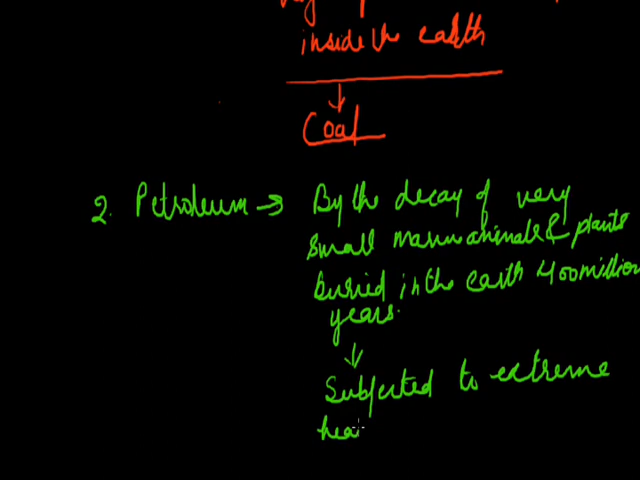 inside the earth
Coal
2. Petroleum → By the decay of very
small marine animals & plants
Buried in the earth 400 million
years.
Subjected to extreme
hea